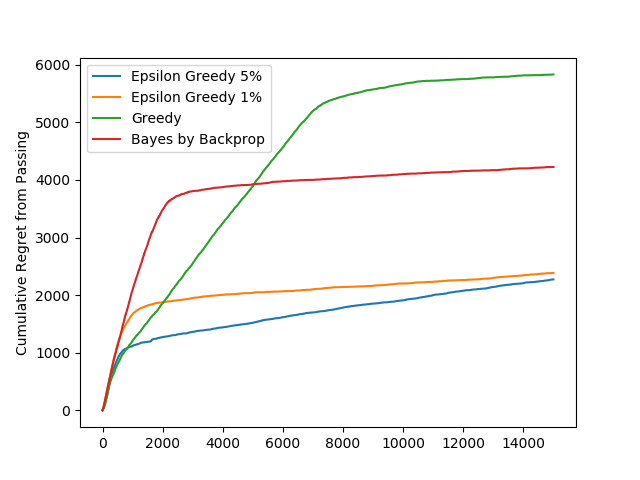 Epsilon Greedy 5%
Epsilon Greedy 1%
Greedy
Bayes by Backprop
Cumulative Regret from Passing
6000
5000
4000
3000
2000
1000
0
0 2000 4000 6000 8000 10000 12000 14000